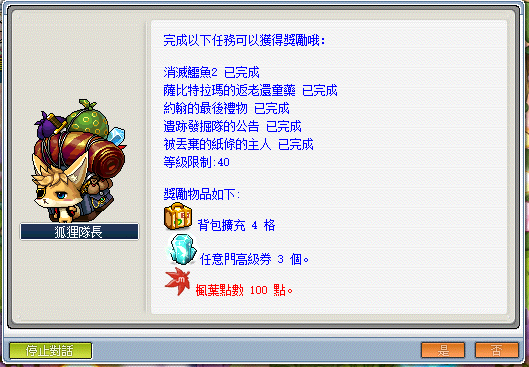 完成以下任務可以獲得獎勵哦:
消滅鱷魚2 已完成
薩比特拉瑪的返老還童藥 已完成
約翰的最後禮物 已完成
遺跡發掘隊的公告 已完成
被丟棄的紙條的主人 已完成
等級限制:40
獎勵物品如下:
背包擴充 4 格
任意門高級券 3 個。
楓葉點數 100 點。
狐狸隊長
停止對話
是
否